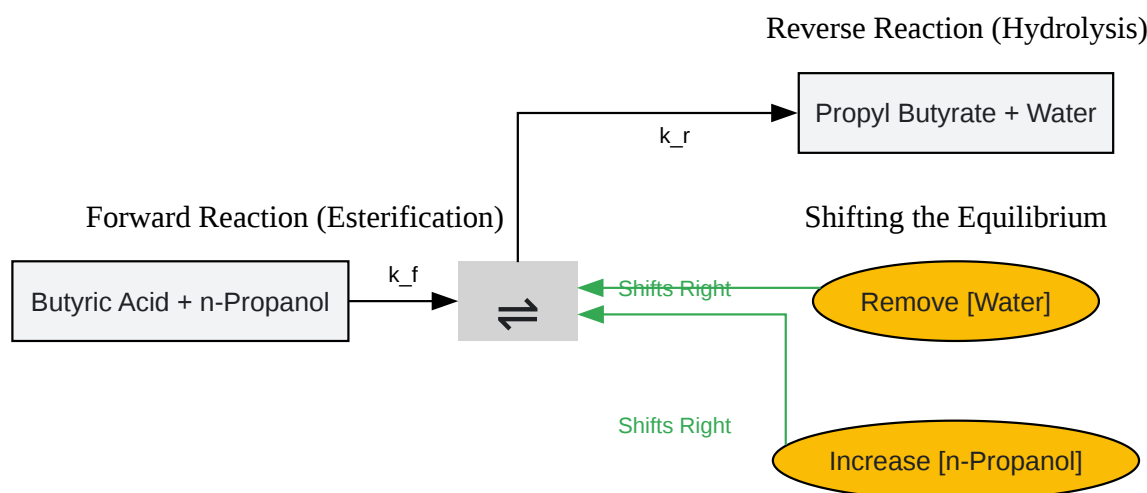 Reverse Reaction (Hydrolysis)
Propyl Butyrate + Water
k_r
Forward Reaction (Esterification)
Shifting the Equilibrium
k_f
Butyric Acid + n-Propanol
⇌
Shifts Right
Remove [Water]
Shifts Right
Increase [n-Propanol]